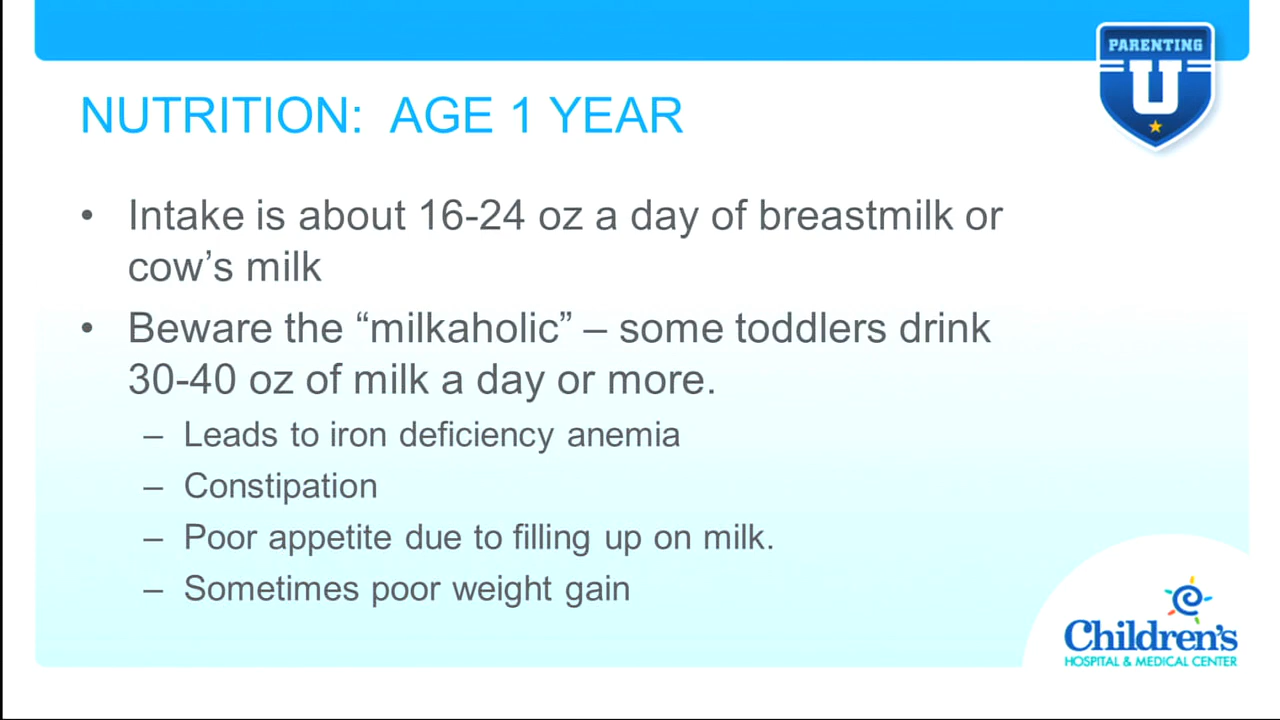 PARENTING
U
NUTRITION:  AGE 1 YEAR
• Intake is about 16-24 oz a day of breastmilk or
cow’s milk
• Beware the “milkaholic” – some toddlers drink
30-40 oz of milk a day or more.
– Leads to iron deficiency anemia
– Constipation
– Poor appetite due to filling up on milk.
– Sometimes poor weight gain
Children's
HOSPITAL & MEDICAL CENTER